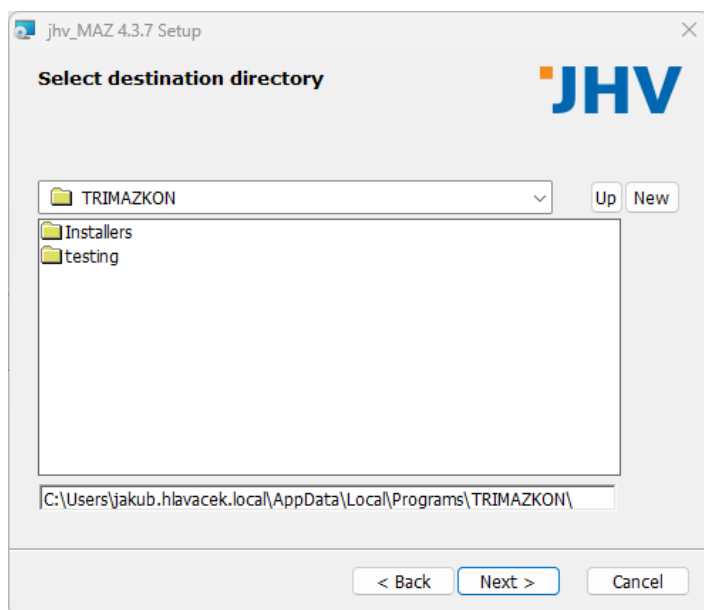 jhv_MAZ 4.3.7 Setup
Select destination directory
JHV
TRIMAZKON
Up New
Installers
testing
C:\Users\jakub.hlavacek.local\AppData\Local\Programs\TRIMAZKON\
< Back Next > Cancel